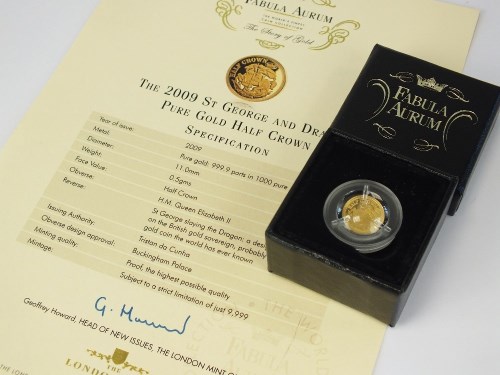 FABULA AURUM
The Story of Gold
HALF CROWN
THE 2009 ST GEORGE AND DRA
PURE GOLD HALF CROWN
SPECIFICATION
Year of issue: 2009
Metal: Pure gold: 999.9 parts in 1000 pure
Diameter: 11.0mm
Weight: 0.5gms
Face Value: Half Crown
Obverse: H.M. Queen Elizabeth II
Reverse: St George slaying the Dragon: a desi
on the British gold sovereign, probably
gold coin the world has ever known
Issuing Authority: Tristan da Cunha
Obverse design approval: Buckingham Palace
Minting quality: Proof, the highest possible quality
Mintage: Subject to a strict limitation of just 9,999
Geoffrey Howard, HEAD OF NEW ISSUES, THE LONDON MINT OF
THE
LONDON
FABULA
AURUM